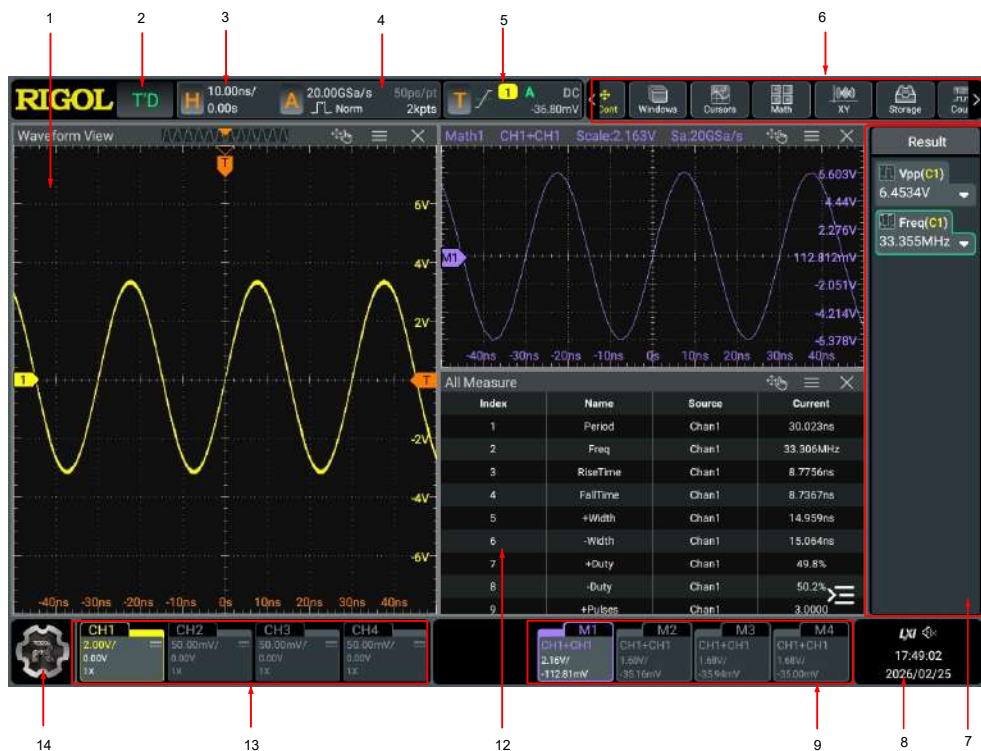 1 2 3 4 5 6
RIGOL T'D H 10.00ns/ 0.00s A 20.00GSa/s Norm 50ps/pt 2kpts T 1 A DC -36.80mV Cont Windows Cursors Math XY Storage Cou
Waveform View
T
6V
4V
2V
1 T
-2V
-4V
-6V
-40ns -30ns -20ns -10ns 0s 10ns 20ns 30ns 40ns
Math1 CH1+CH1 Scale:2.163V Sa:20GSa/s
6.603V
4.44V
2.276V
M1 112.812mV
-2.051V
-4.214V
-6.378V
-40ns -30ns -20ns -10ns 0s 10ns 20ns 30ns 40ns
All Measure
Index Name Source Current
1 Period Chan1 30.023ns
2 Freq Chan1 33.306MHz
3 RiseTime Chan1 8.7756ns
4 FallTime Chan1 8.7367ns
5 +Width Chan1 14.959ns
6 -Width Chan1 15.064ns
7 +Duty Chan1 49.8%
8 -Duty Chan1 50.2%
9 +Pulses Chan1 3.0000
Result
Vpp(C1)
6.4534V
Freq(C1)
33.355MHz
CH1 CH2 CH3 CH4
2.00V/ 50.00mV/ 50.00mV/ 50.00mV/
0.00V 0.00V 0.00V 0.00V
1X 1X 1X 1X
M1 M2 M3 M4
CH1+CH1 CH1+CH1 CH1+CH1 CH1+CH1
2.16V/ 1.68V/ 1.68V/ 1.68V/
-112.81mV -35.16mV -35.94mV -35.00mV
LXI
17:49:02
2026/02/25
14 13 12 9 8 7